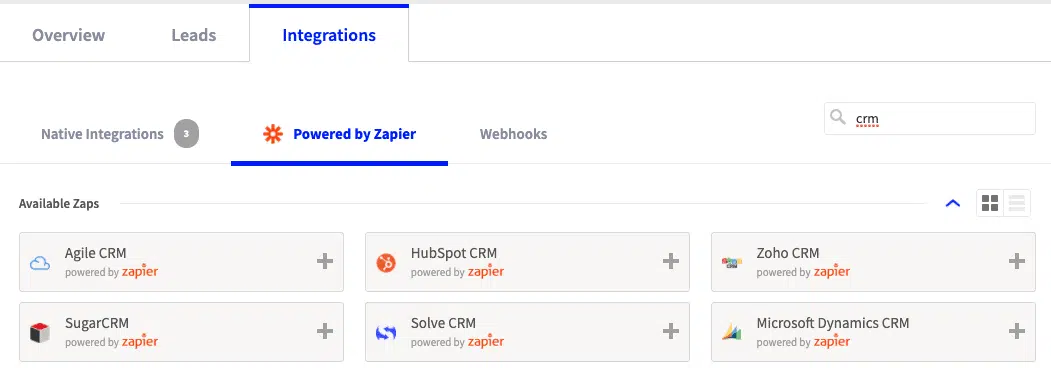 Overview Leads Integrations
Native Integrations 3 Powered by Zapier Webhooks crm
Available Zaps
Agile CRM HubSpot CRM Zoho CRM
powered by zapier powered by zapier powered by zapier
SugarCRM Solve CRM Microsoft Dynamics CRM
powered by zapier powered by zapier powered by zapier